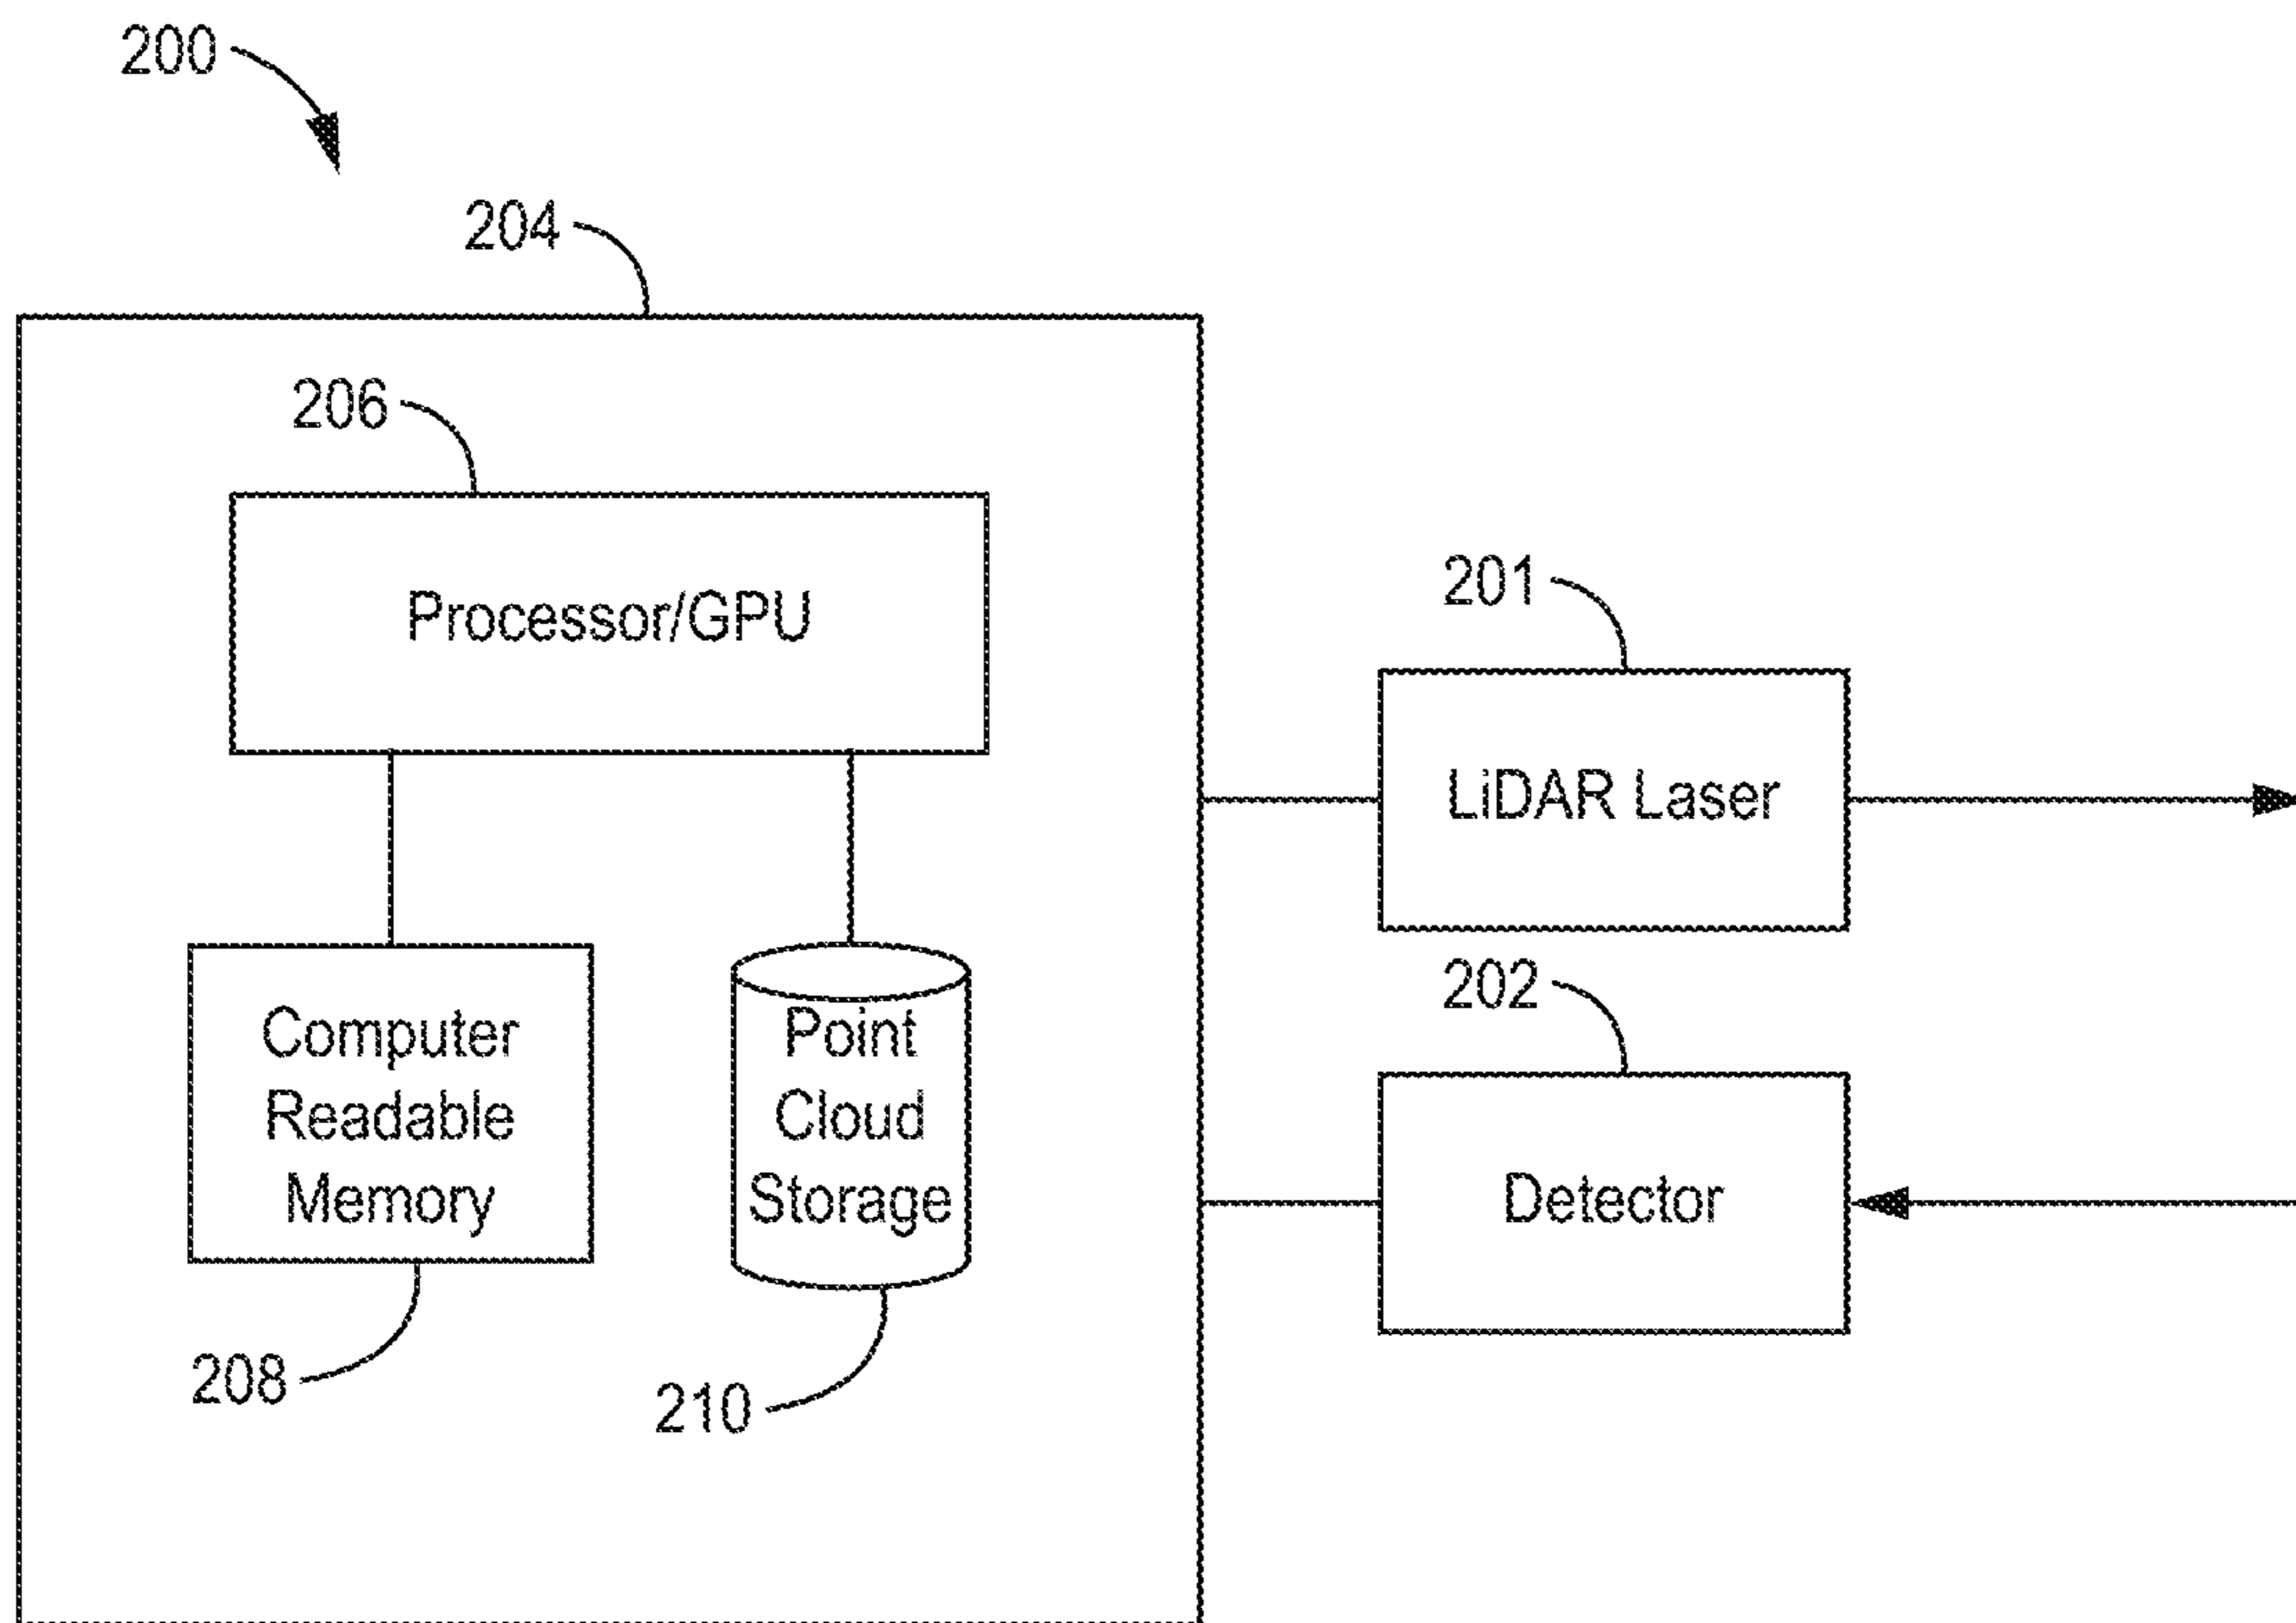 200
204
206
Processor/GPU
201
LiDAR Laser
202
Computer
Readable
Memory
Point
Cloud
Storage
Detector
208
210